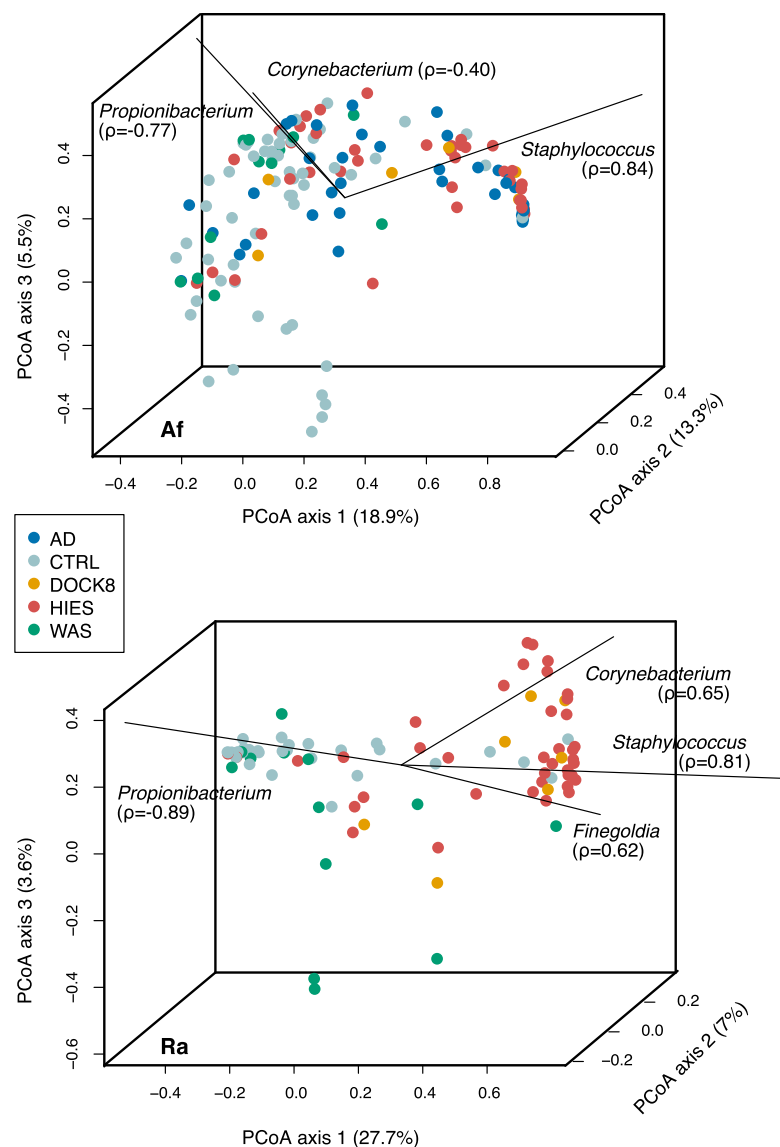 Corynebacterium (ρ=-0.40)
Propionibacterium
(ρ=-0.77)
Staphylococcus
(ρ=0.84)
PCoA axis 3 (5.5%)
0.4
0.2
0.0
−0.2
−0.4
Af
0.4
0.2
0.0
PCoA axis 2 (13.3%)
−0.4 −0.2 0.0 0.2 0.4 0.6 0.8
PCoA axis 1 (18.9%)
AD
CTRL
DOCK8
HIES
WAS
Corynebacterium
(ρ=0.65)
Staphylococcus
(ρ=0.81)
Propionibacterium
(ρ=-0.89)
Finegoldia
(ρ=0.62)
PCoA axis 3 (3.6%)
0.4
0.2
0.0
−0.2
−0.4
−0.6
Ra
0.2
0.0
−0.2
PCoA axis 2 (7%)
−0.4 −0.2 0.0 0.2 0.4 0.6
PCoA axis 1 (27.7%)